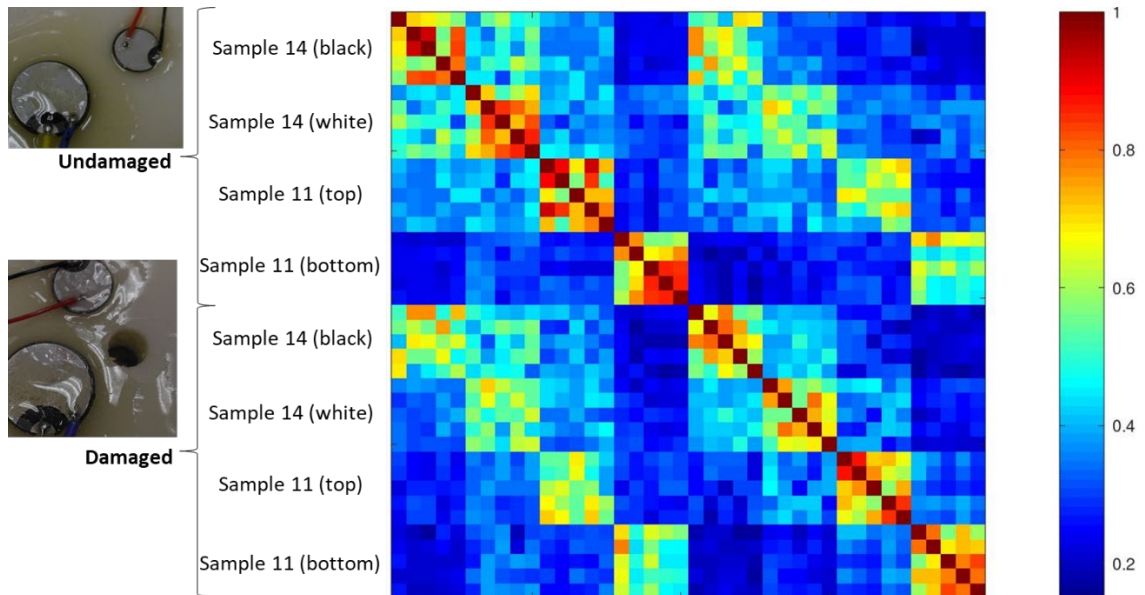 Sample 14 (black)
Sample 14 (white)
Undamaged
Sample 11 (top)
Sample 11 (bottom)
Sample 14 (black)
Sample 14 (white)
Damaged
Sample 11 (top)
Sample 11 (bottom)
1
0.8
0.6
0.4
0.2